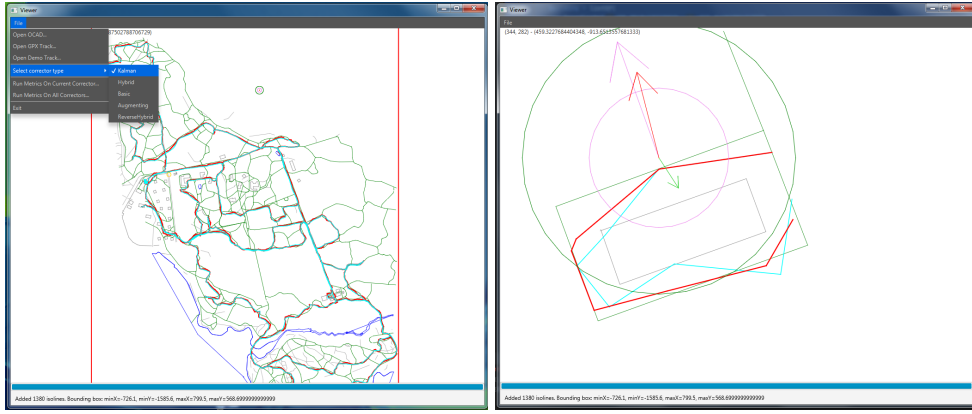 Viewer
File
87502788706729)
Open OCAD...
Open GPX Track...
Open Demo Track...
Select corrector type
Kalman
Hybrid
Run Metrics On Current Corrector...
Basic
Run Metrics On All Correctors...
Augmenting
Exit
ReverseHybrid
Added 1380 isolines. Bounding box: minX=-726.1, minY=-1585.6, maxX=799.5, maxY=568.6999999999999
Viewer
File
(344, 282) - (459.3227684404348, -913.6513557681333)
Added 1380 isolines. Bounding box: minX=-726.1, minY=-1585.6, maxX=799.5, maxY=568.6999999999999